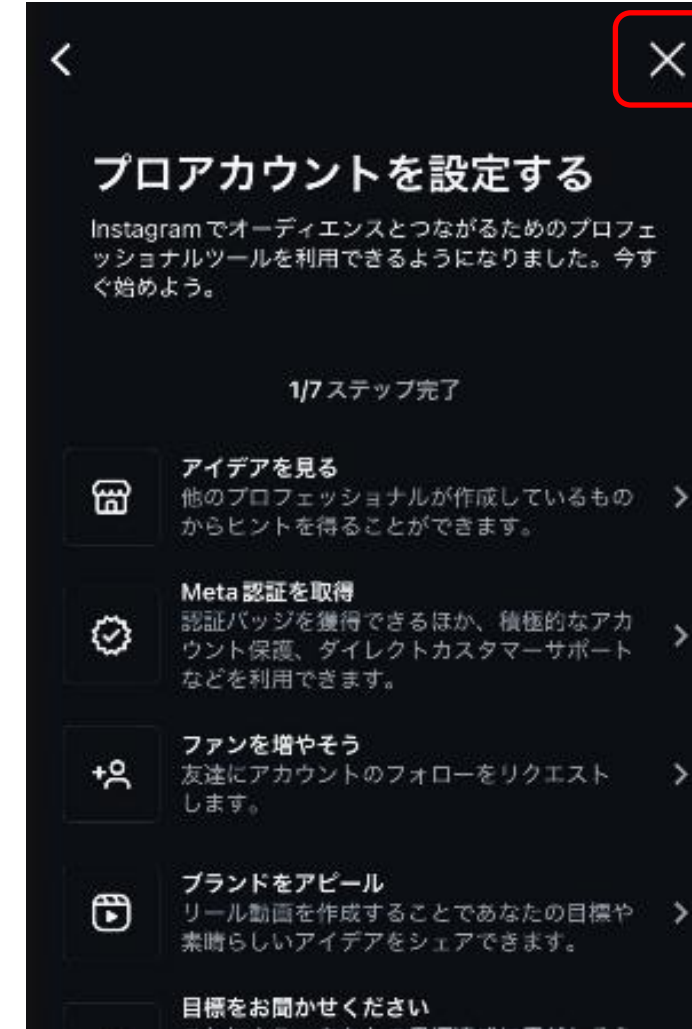 プロアカウントを設定する
Instagramでオーディエンスとつながるためのプロフェ
ッショナルツールを利用できるようになりました。今す
ぐ始めよう。
1/7ステップ完了
アイデアを見る
他のプロフェッショナルが作成しているもの
からヒントを得ることができます。
Meta認証を取得
認証バッジを獲得できるほか、積極的なアカ
ウント保護、ダイレクトカスタマーサポート
などを利用できます。
ファンを増やそう
友達にアカウントのフォローをリクエスト
します。
ブランドをアピール
リール動画を作成することであなたの目標や
素晴らしいアイデアをシェアできます。
目標をお聞かせください